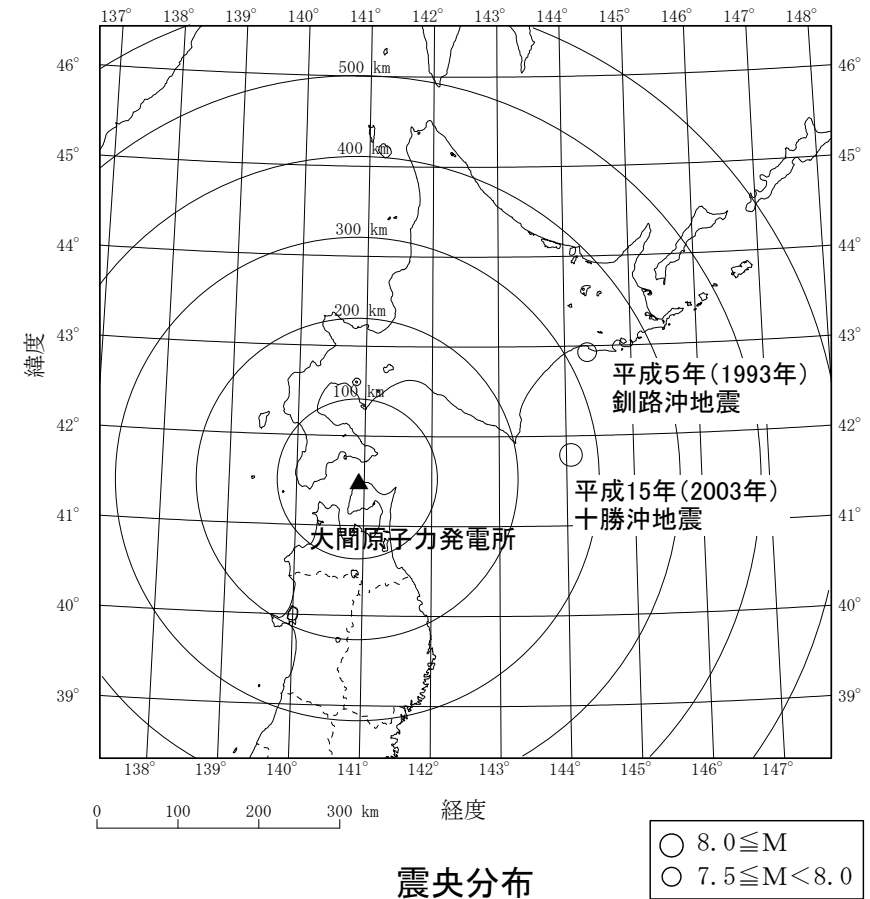 137° 138° 139° 140° 141° 142° 143° 144° 145° 146° 147° 148°
46° 46°
500 km
45° 45°
400 km
44° 44°
300 km
43° 43°
200 km
緯度
平成5年(1993年)
釧路沖地震
100 km
42° 42°
平成15年(2003年)
十勝沖地震
41° 41°
大間原子力発電所
40° 40°
39° 39°
138° 139° 140° 141° 142° 143° 144° 145° 146° 147°
0 100 200 300 km
経度
8.0≦M
7.5≦M<8.0
震央分布